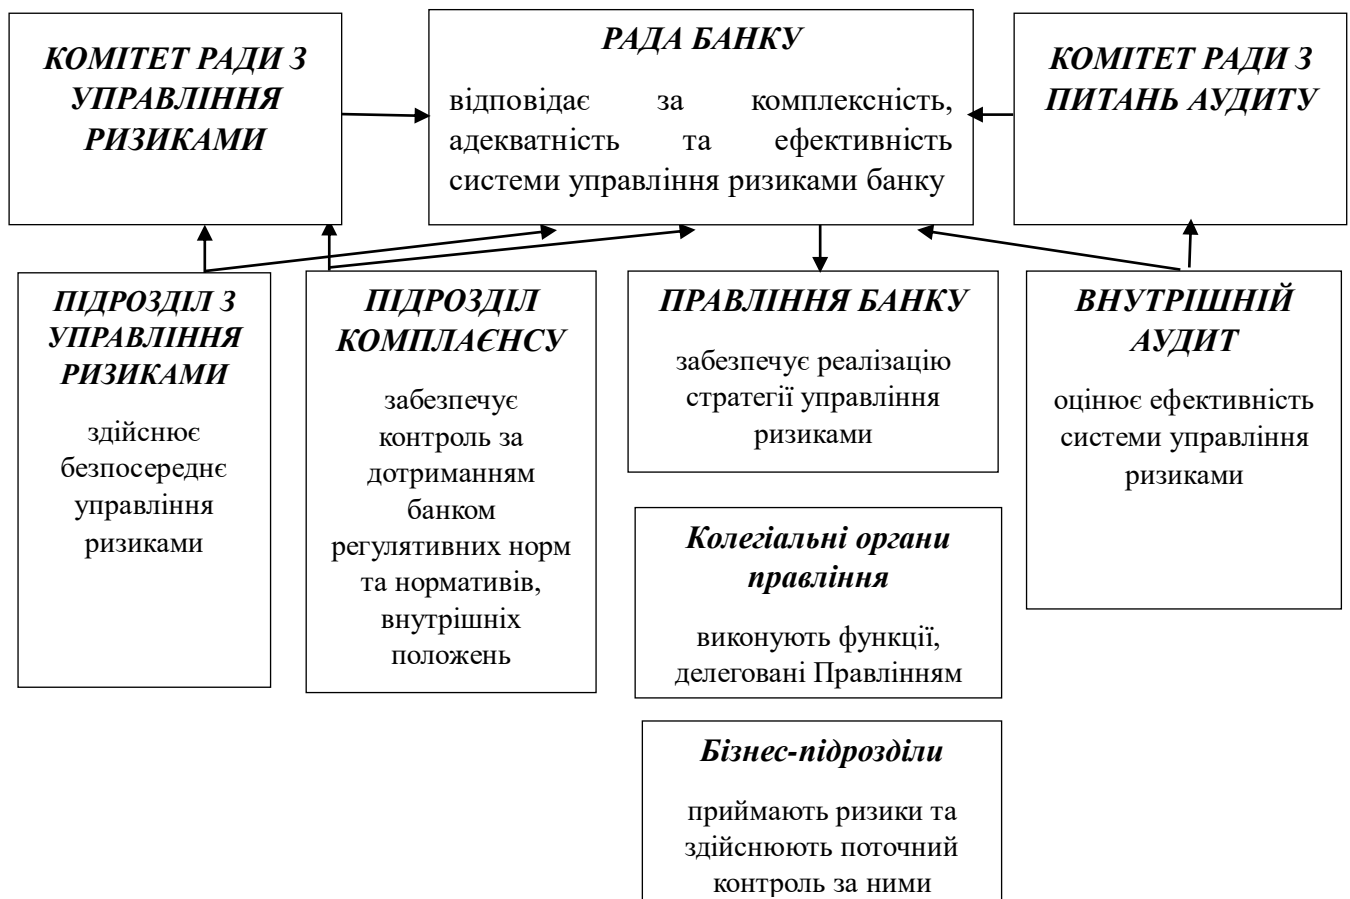 КОМІТЕТ РАДИ З
УПРАВЛІННЯ
РИЗИКАМИ
РАДА БАНКУ
відповідає за комплексність,
адекватність та ефективність
системи управління ризиками банку
КОМІТЕТ РАДИ З
ПИТАНЬ АУДИТУ
ПІДРОЗДІЛ З
УПРАВЛІННЯ
РИЗИКАМИ
здійснює
безпосереднє
управління
ризиками
ПІДРОЗДІЛ
КОМПЛАЄНСУ
забезпечує
контроль за
дотриманням
банком
регулятивних норм
та нормативів,
внутрішніх
положень
ПРАВЛІННЯ БАНКУ
забезпечує реалізацію
стратегії управління
ризиками
ВНУТРІШНІЙ
АУДИТ
оцінює ефективність
системи управління
ризиками
Колегіальні органи
правління
виконують функції,
делеговані Правлінням
Бізнес-підрозділи
приймають ризики та
здійснюють поточний
контроль за ними